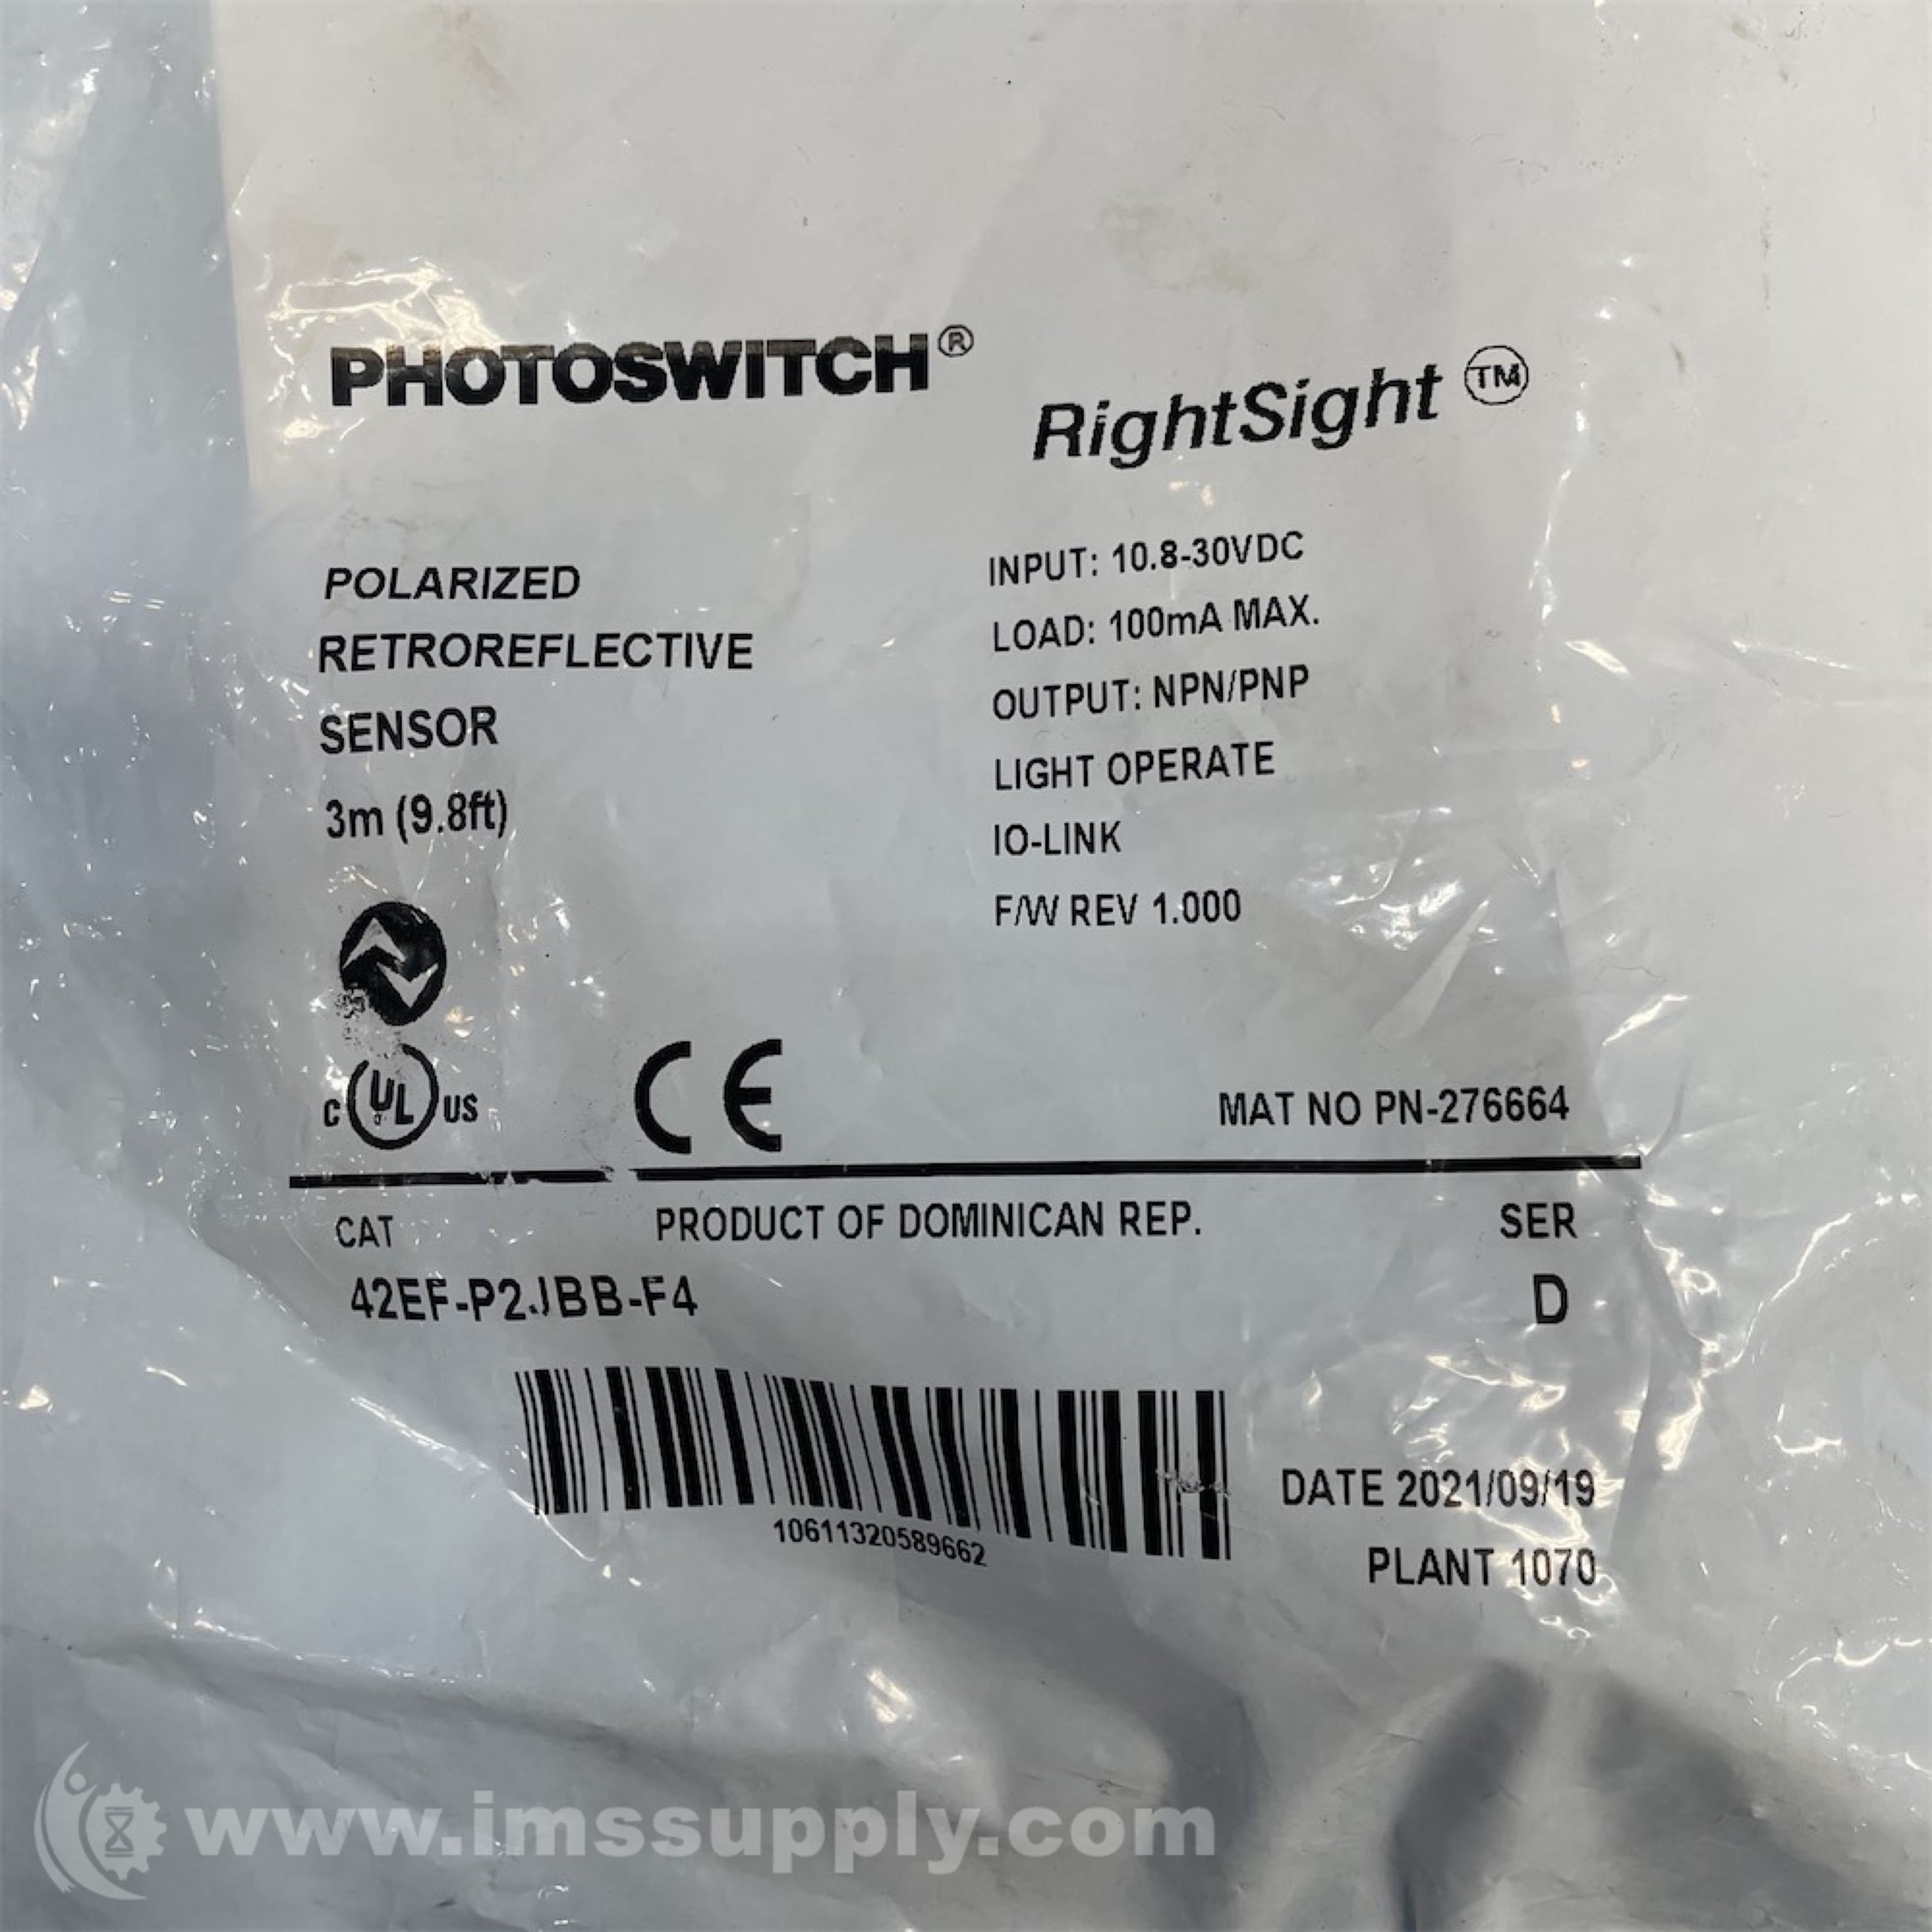 PHOTOSWITCH®
RightSight ™
POLARIZED
RETROREFLECTIVE
SENSOR
3m (9.8ft)
INPUT: 10.8-30VDC
LOAD: 100mA MAX.
OUTPUT: NPN/PNP
LIGHT OPERATE
IO-LINK
F/W REV 1.000
C UL US
CE
MAT NO PN-276664
CAT
PRODUCT OF DOMINICAN REP.
SER
42EF-P2JBB-F4
D
10611320589662
DATE 2021/09/19
PLANT 1070
www.imssupply.com